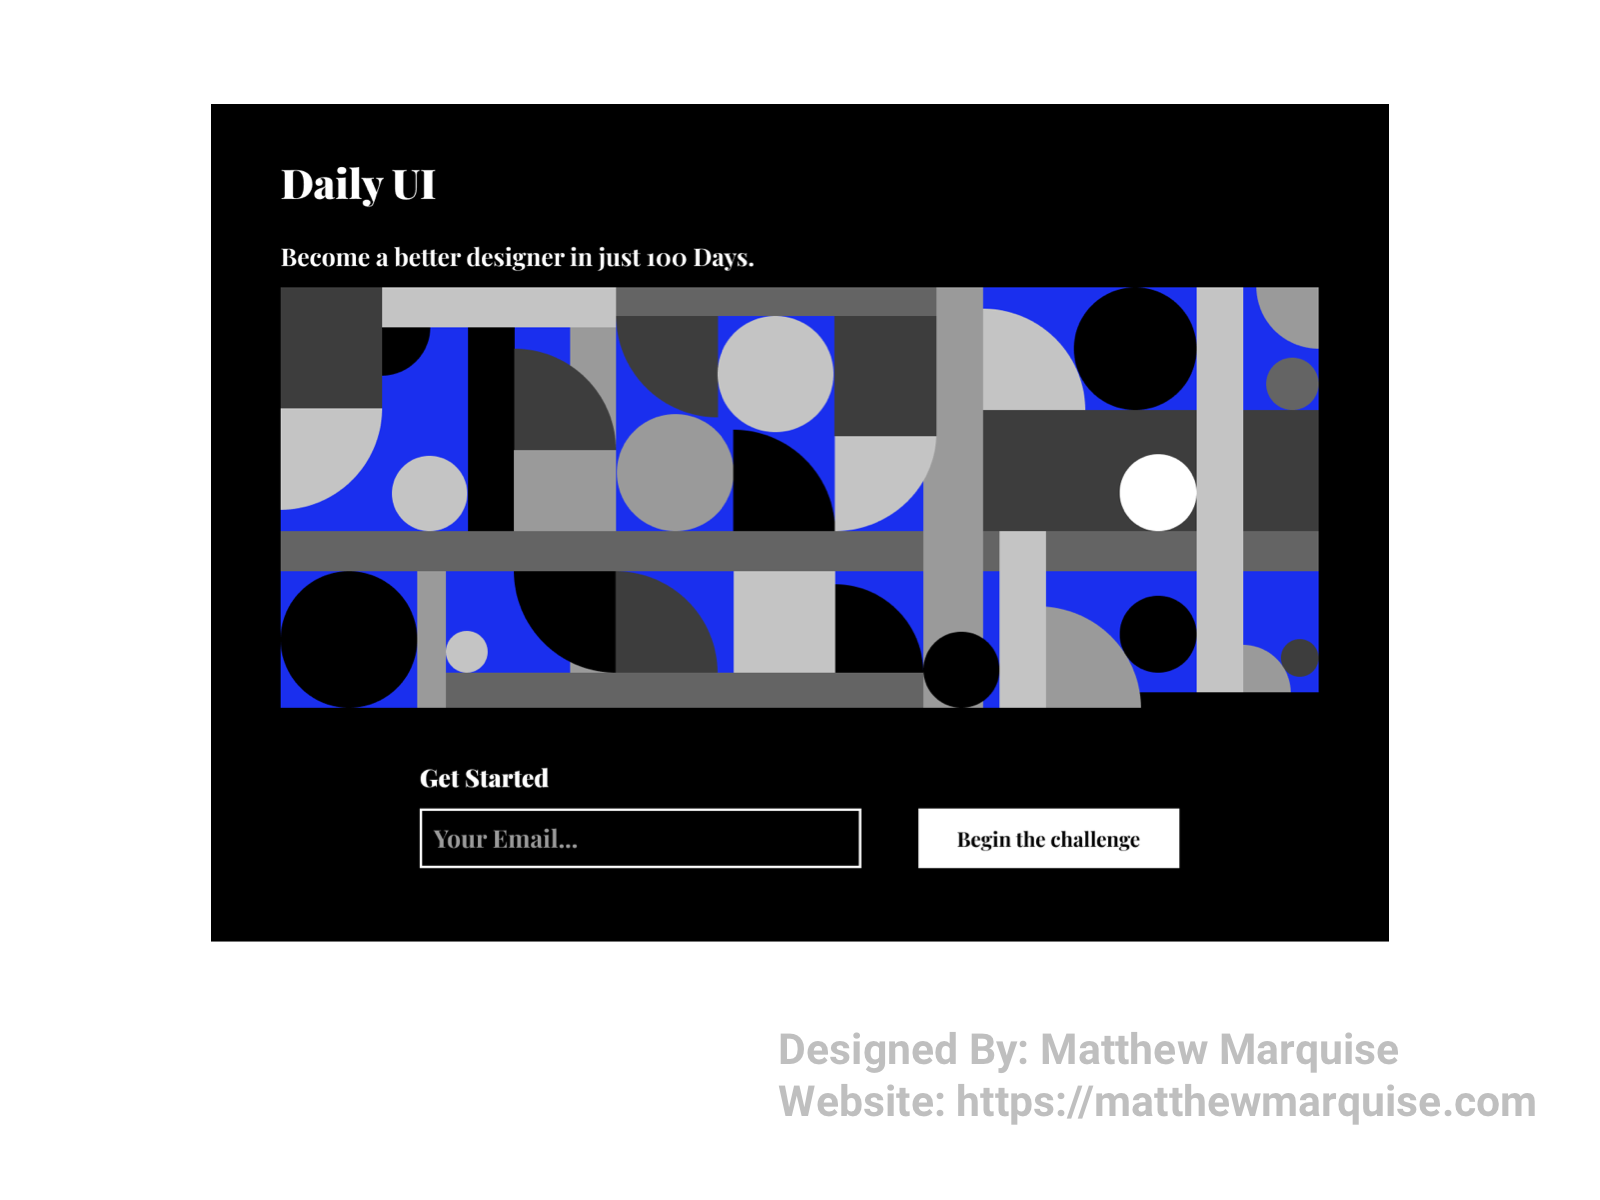 Daily UI
Become a better designer in just 100 Days.
Get Started
Your Email...
Begin the challenge
Designed By: Matthew Marquise
Website: https://matthewmarquise.com